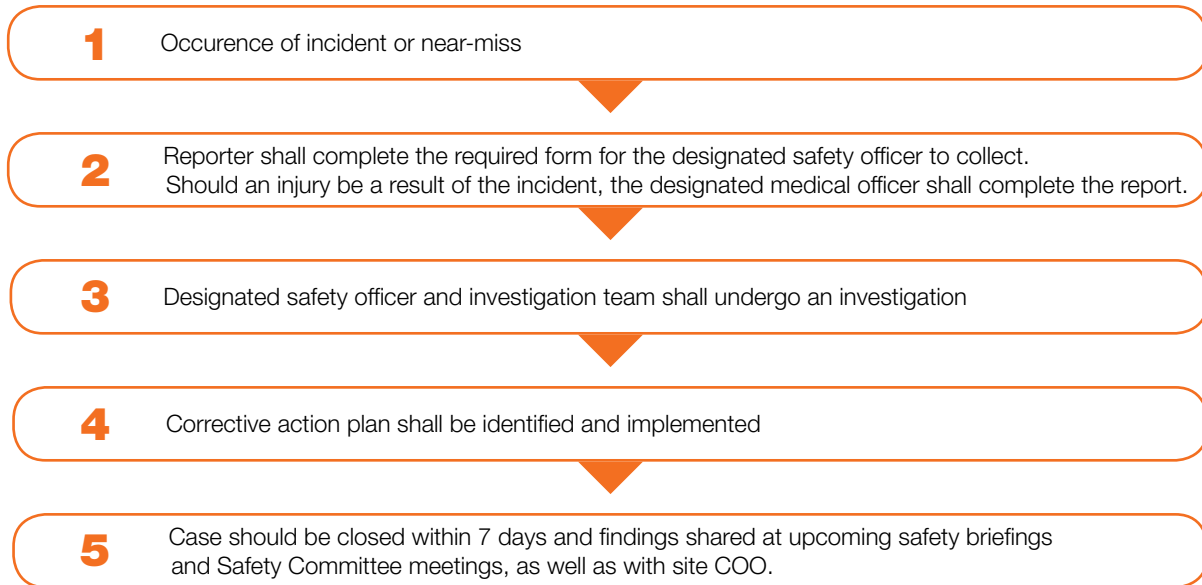 1
Occurence of incident or near-miss
2
Reporter shall complete the required form for the designated safety officer to collect.
Should an injury be a result of the incident, the designated medical officer shall complete the report.
3
Designated safety officer and investigation team shall undergo an investigation
4
Corrective action plan shall be identified and implemented
5
Case should be closed within 7 days and findings shared at upcoming safety briefings
and Safety Committee meetings, as well as with site COO.